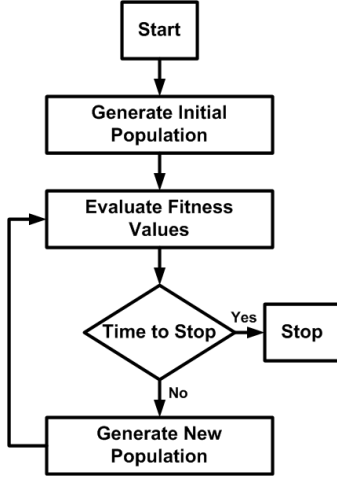 Start
Generate Initial
Population
Evaluate Fitness
Values
Time to Stop
Yes
Stop
No
Generate New
Population